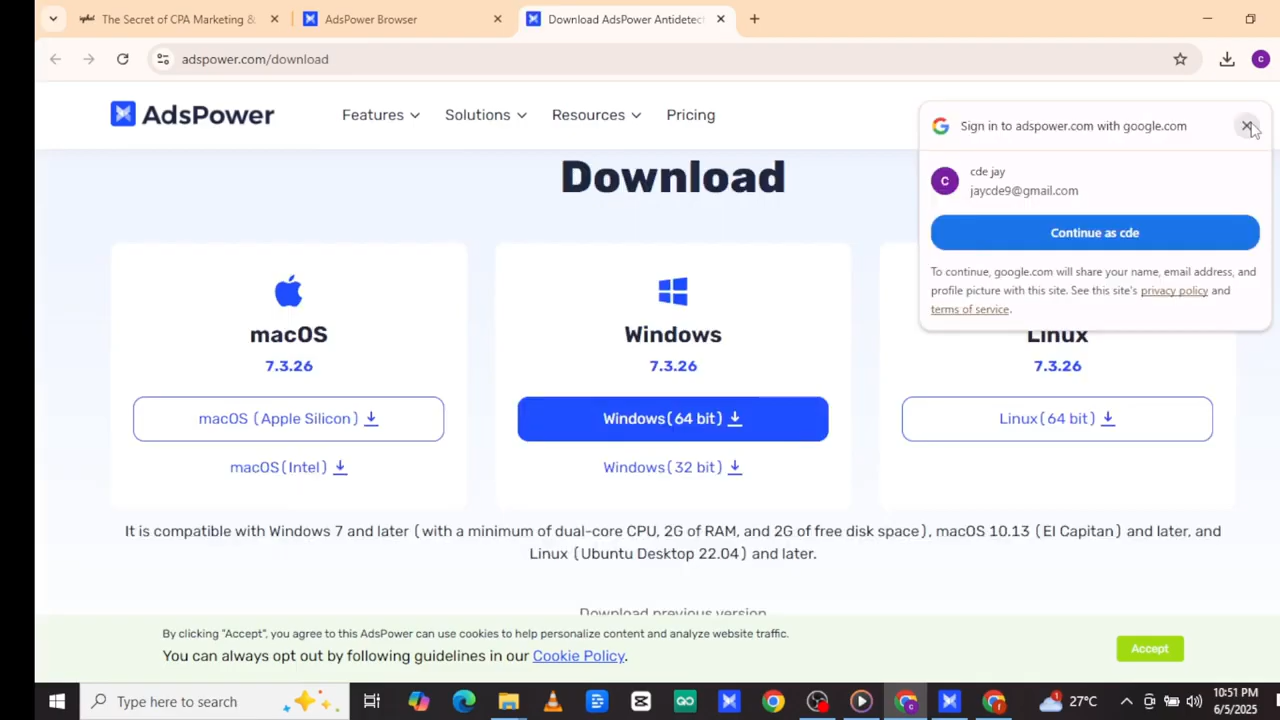 The Secret of CPA Marketing &
AdsPower Browser
Download AdsPower Antidetect
adspower.com/download
C
AdsPower
Features
Solutions
Resources
Pricing
Sign in to adspower.com with google.com
C
cde jay
jaycde9@gmail.com
Continue as cde
To continue, google.com will share your name, email address, and
profile picture with this site. See this site's privacy policy and
terms of service.
Download
macOS
7.3.26
macOS (Apple Silicon)
macOS(Intel)
Windows
7.3.26
Windows(64 bit)
Windows(32 bit)
Linux
7.3.26
Linux(64 bit)
It is compatible with Windows 7 and later (with a minimum of dual-core CPU, 2G of RAM, and 2G of free disk space), macOS 10.13 (EI Capitan) and later, and
Linux (Ubuntu Desktop 22.04) and later.
Download previous version
By clicking "Accept", you agree to this AdsPower can use cookies to help personalize content and analyze website traffic.
You can always opt out by following guidelines in our Cookie Policy.
Accept
Type here to search
27°C
10:51 PM
6/5/2025